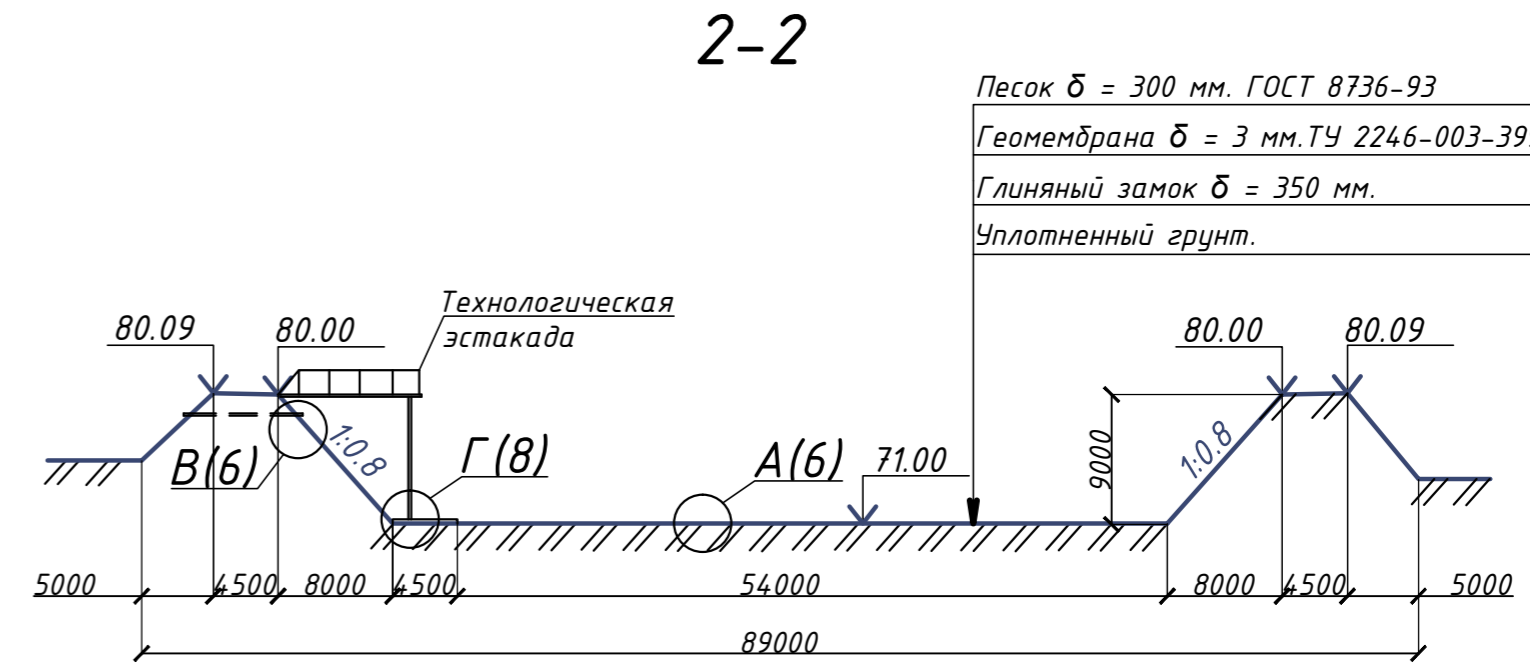 2-2
Песок δ = 300 мм. ГОСТ 8736-93
Геомембрана δ = 3 мм.ТУ 2246-003-39
Глиняный замок δ = 350 мм.
Уплотненный грунт.
Технологическая
эстакада
80.09
80.00
80.00
80.09
В(6)
1:0.8
Г(8)
А(6)
71.00
9000
1:0.8
5000
4500
8000
4500
54000
8000
4500
5000
89000